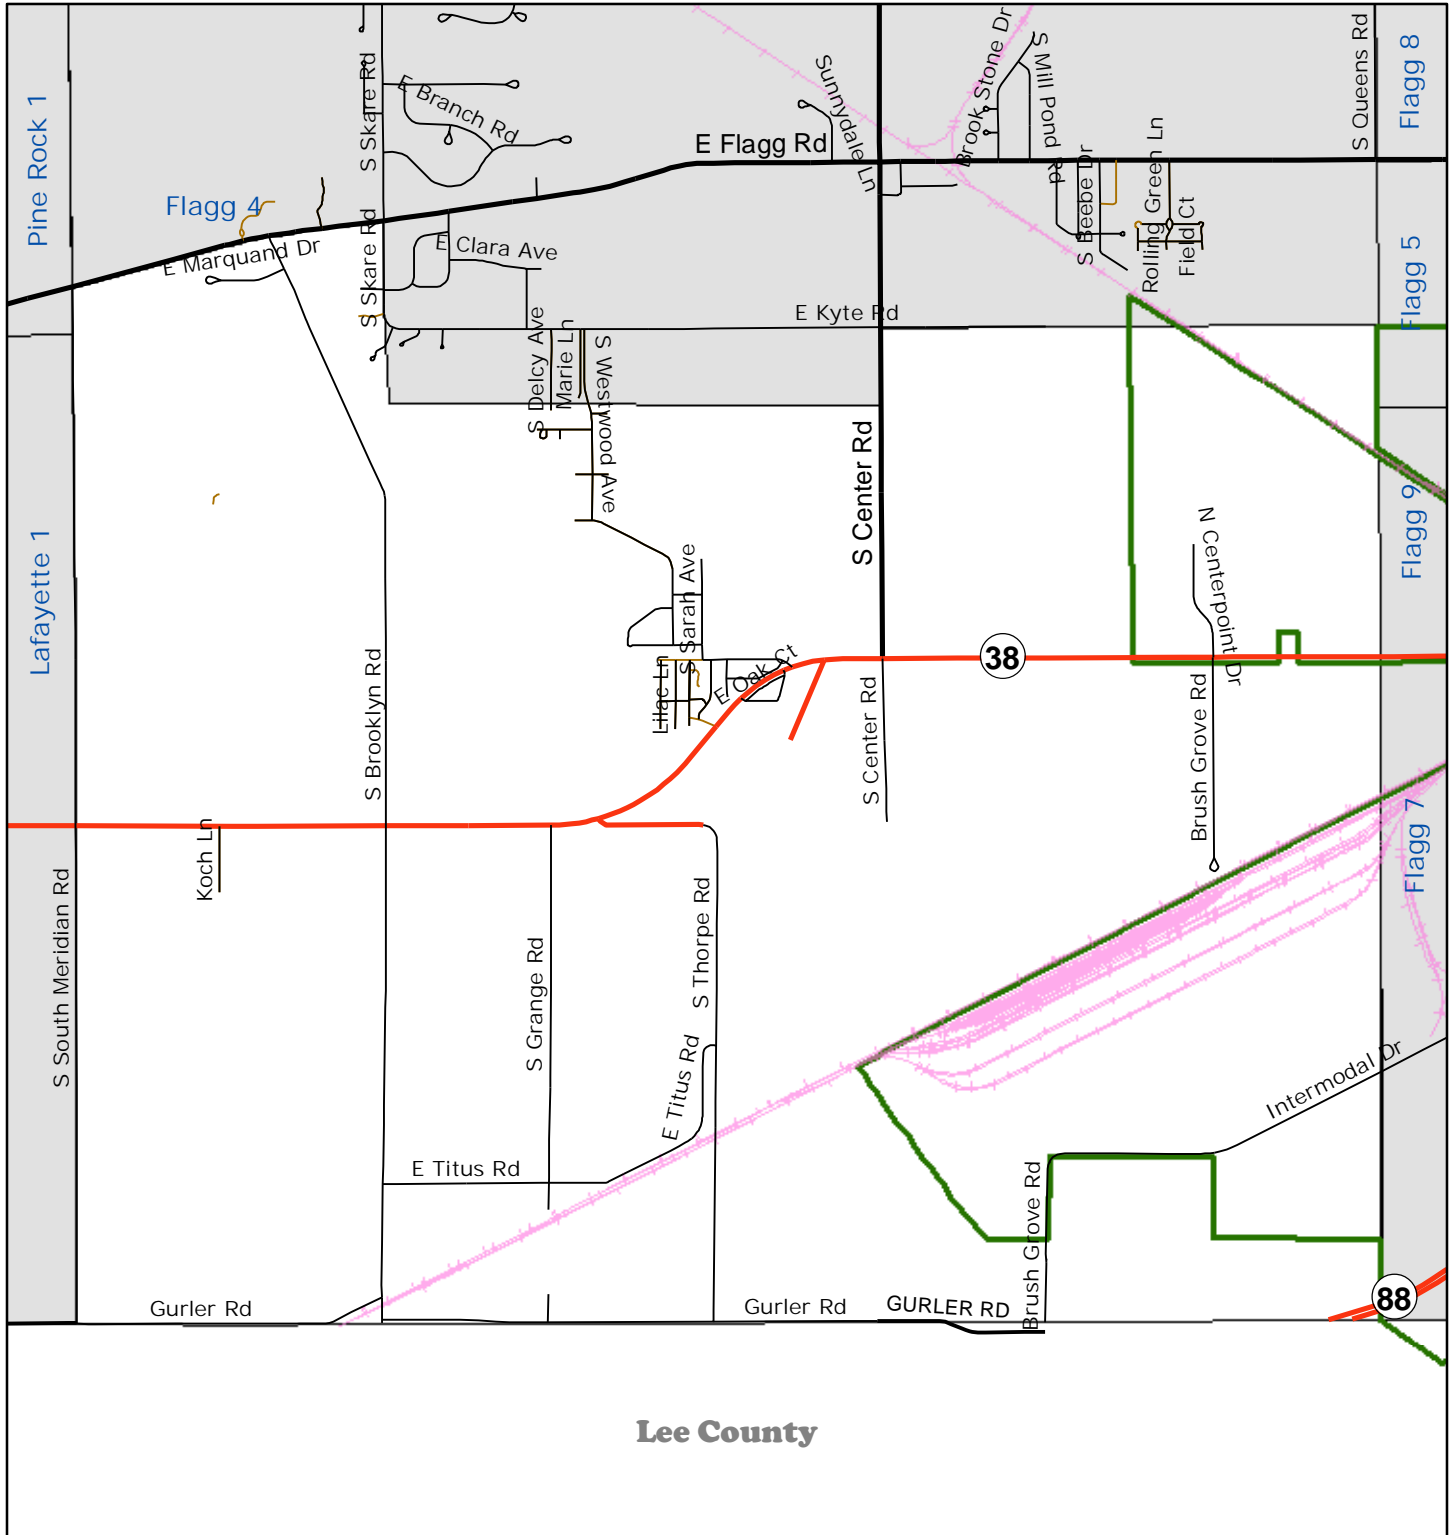 Pine Rock 1
S Skare Rd
E Branch Rd
Sunnydale Ln
Brook Stone Dr
S Mill Pond Rd
S Queens Rd
Flagg 8
E Flagg Rd
Flagg 4
E Marquand Dr
S Skare Rd
E Clara Ave
S Beebe Dr
Rolling Green Ln
Field Ct
Flagg 5
E Kyte Rd
S Delcy Ave
Marie Ln
S Westwood Ave
S Center Rd
Flagg 9
Lafayette 1
N Centerpoint Dr
S Sarah Ave
Lilac Ln
E Oak Ct
38
S Brooklyn Rd
S Center Rd
Brush Grove Rd
Flagg 7
Koch Ln
S South Meridian Rd
S Grange Rd
S Thorpe Rd
E Titus Rd
E Titus Rd
Intermodal Dr
Brush Grove Rd
88
Gurler Rd
Gurler Rd
GURLER RD
Lee County